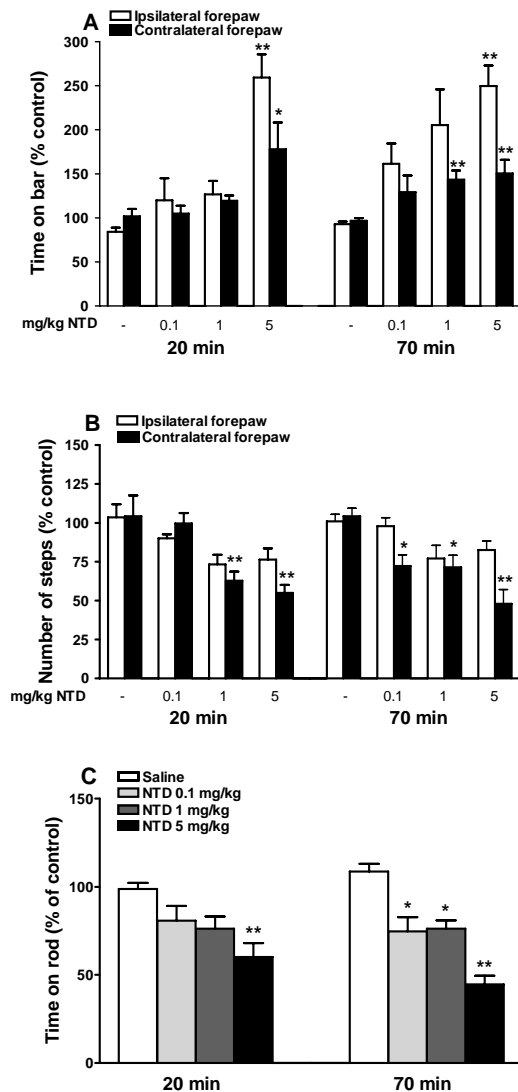 A
Ipsilateral forepaw
Contralateral forepaw
Time on bar (% control)
300
250
200
150
100
50
0
** * ** ** **
mg/kg NTD - 0.1 1 5 - 0.1 1 5
20 min 70 min
B
Ipsilateral forepaw
Contralateral forepaw
Number of steps (% control)
150
125
100
75
50
25
0
** ** * * **
mg/kg NTD - 0.1 1 5 - 0.1 1 5
20 min 70 min
C
Saline
NTD 0.1 mg/kg
NTD 1 mg/kg
NTD 5 mg/kg
Time on rod (% of control)
150
100
50
0
** * * **
20 min 70 min